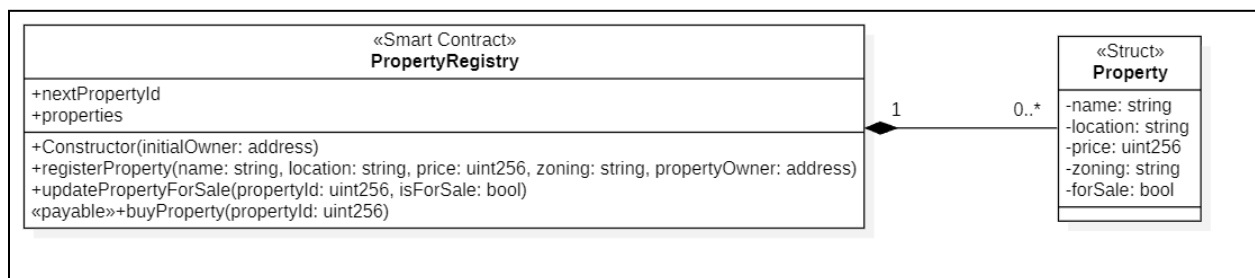 «Smart Contract»
PropertyRegistry
+nextPropertyId
+properties
+Constructor(initialOwner: address)
+registerProperty(name: string, location: string, price: uint256, zoning: string, propertyOwner: address)
+updatePropertyForSale(propertyId: uint256, isForSale: bool)
«payable»+buyProperty(propertyId: uint256)
1
0..*
«Struct»
Property
-name: string
-location: string
-price: uint256
-zoning: string
-forSale: bool